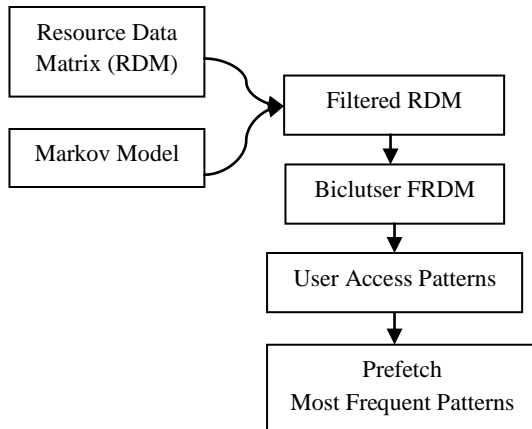 Resource Data
Matrix (RDM)
Filtered RDM
Markov Model
Biclutser FRDM
User Access Patterns
Prefetch
Most Frequent Patterns